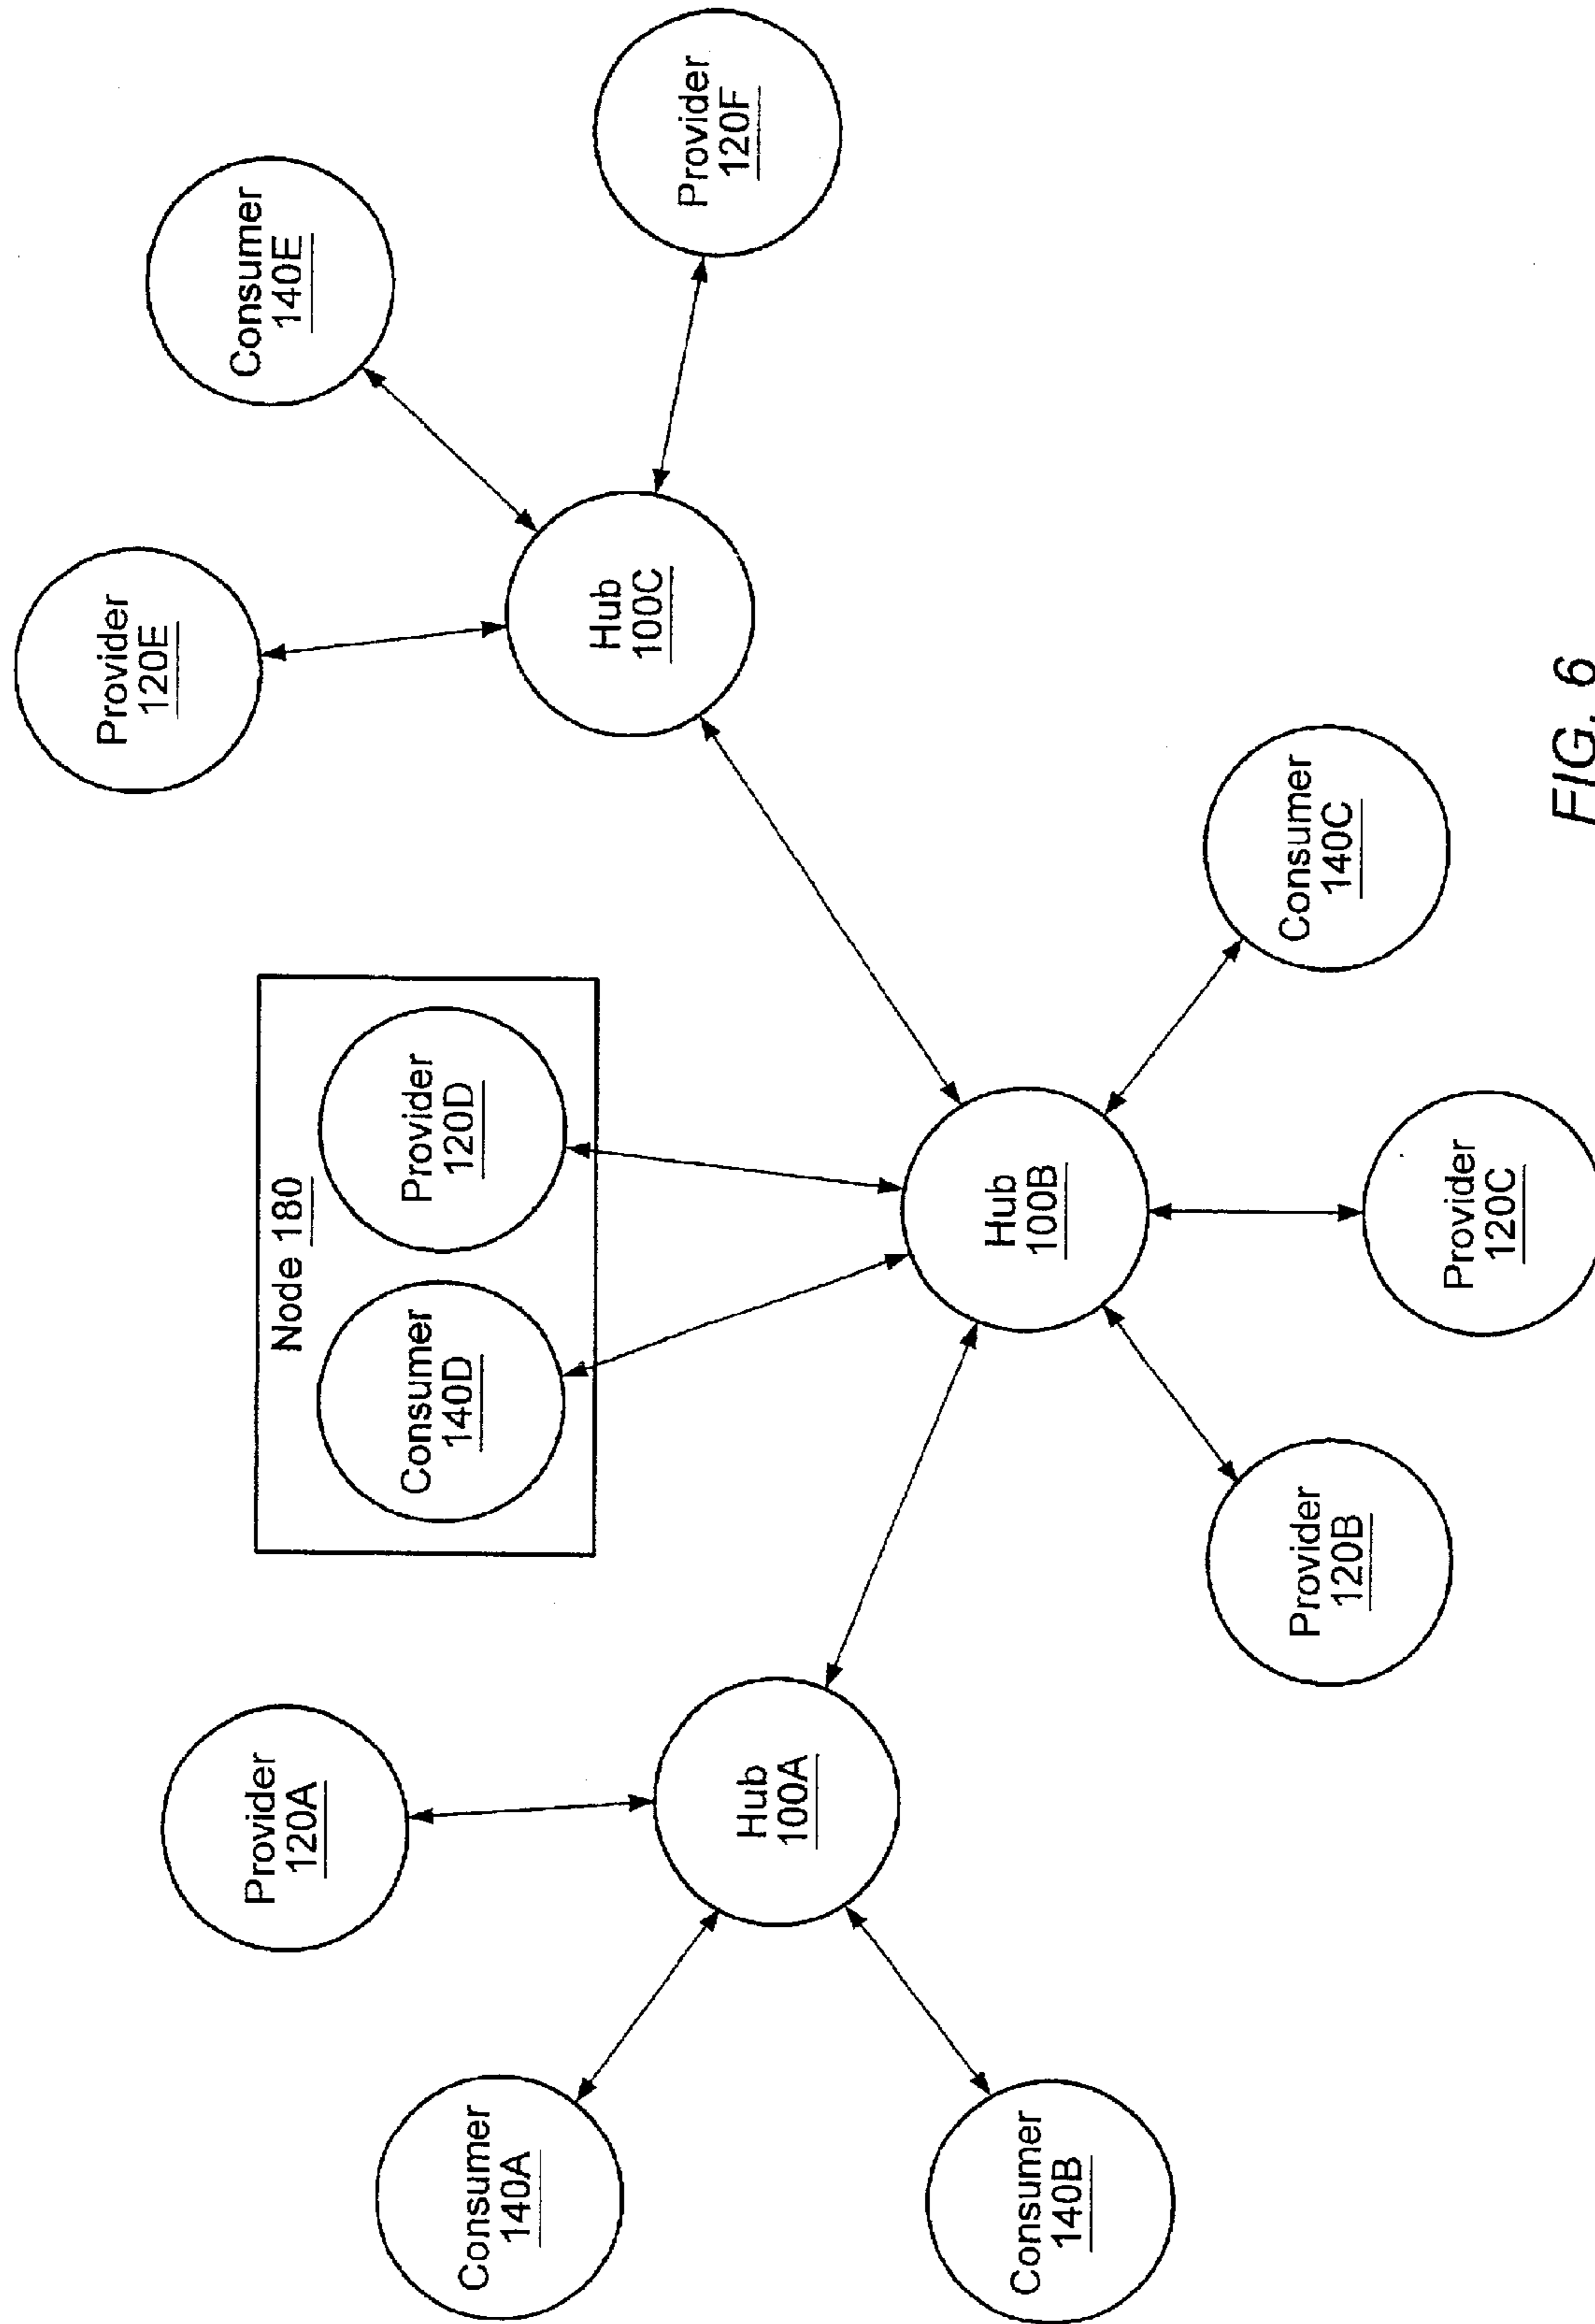 Provider
120E
Consumer
140E
Provider
120F
Hub
100C
Node 180
Consumer
140D
Provider
120D
Provider
120A
Hub
100A
Consumer
140A
Consumer
140B
Hub
100B
Provider
120B
Provider
120C
Consumer
140C
FIG. 6